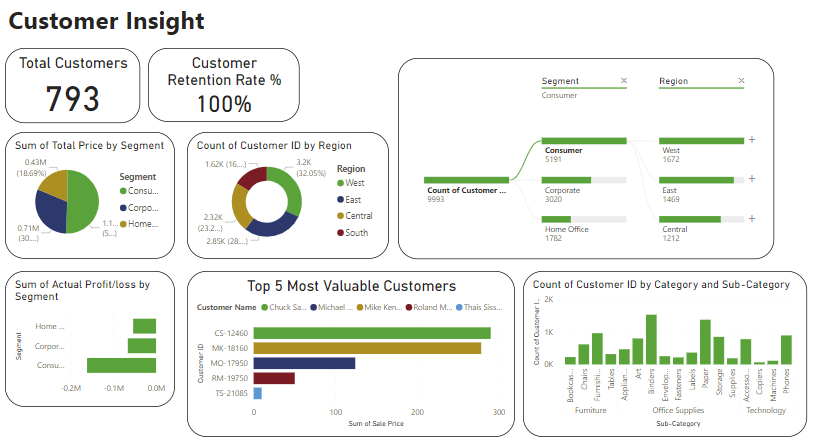 Customer Insight
Total Customers
793
Customer
Retention Rate %
100%
Segment ×
Consumer
Region ×
Consumer
5191
Corporate
3020
Home Office
1782
Count of Customer ...
9993
West
1672
+
East
1469
+
Central
1212
+
Sum of Total Price by Segment
0.43M
(18.69%)
0.71M
(30....)
1.1...
(5...)
Segment
Consu...
Corpo...
Home...
Count of Customer ID by Region
1.62K (16....)
3.2K
(32.05%)
2.32K
(23.2...)
2.85K (28...)
Region
West
East
Central
South
Sum of Actual Profit/loss by
Segment
Segment
Home ...
Corpor...
Consu...
-0.2M -0.1M 0.0M
Top 5 Most Valuable Customers
Customer Name Chuck Sa... Michael ... Mike Ken... Roland M... Thais Siss...
Customer ID
CS-12460
MK-18160
MO-17950
RM-19750
TS-21085
0 100 200 300
Sum of Sale Price
Count of Customer ID by Category and Sub-Category
Count of Customer I...
2K
1K
0K
Bookcas... Chairs Furnishi... Tables Applian... Art Binders Envelop... Fasteners Labels Paper Storage Supplies Accesso... Copiers Machines Phones
Furniture Office Supplies Technology
Sub-Category